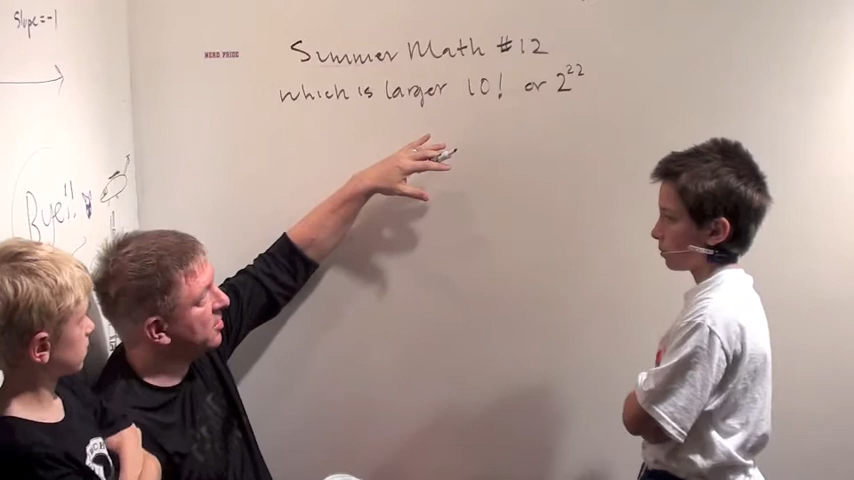 Slope=-1
NERD PRIDE
Summer Math #12
which is larger 10! or 2²²
Bye!!